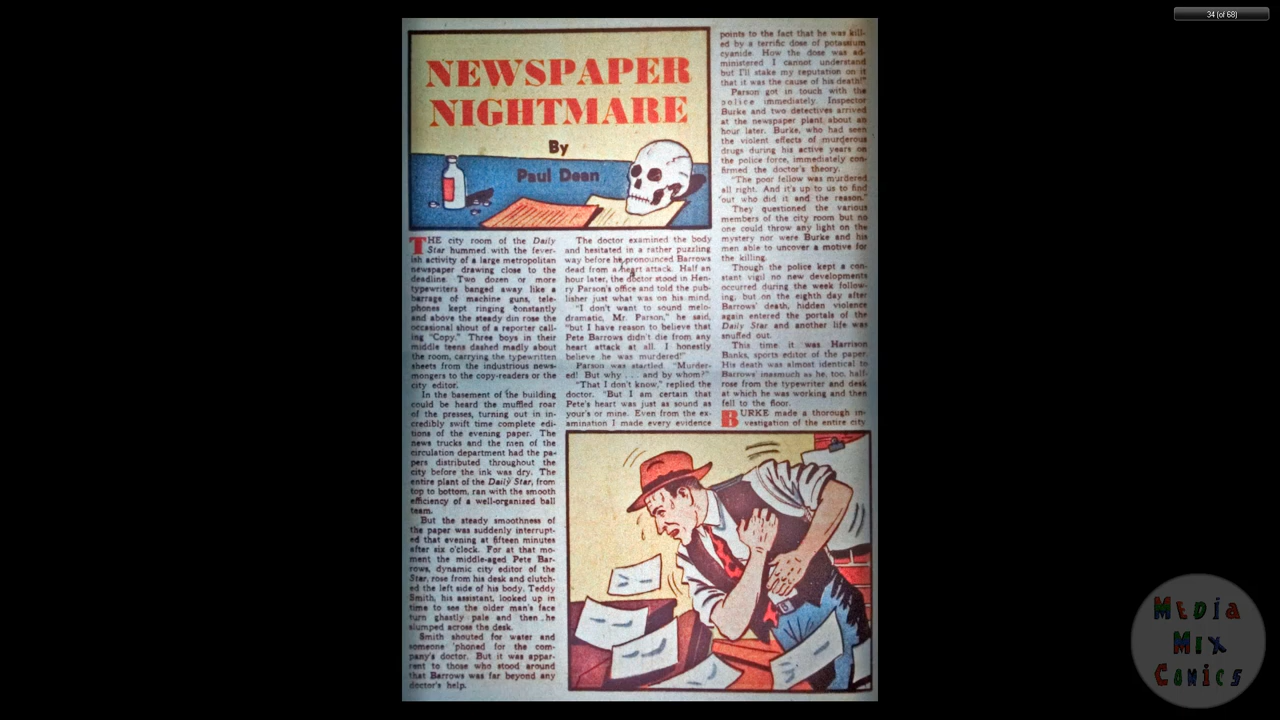 34 (of 68)
NEWSPAPER
NIGHTMARE
By
Paul Dean
THE city room of the Daily
Star hummed with the fever-
ish activity of a large metropolitan
newspaper drawing close to the
deadline. Two dozen or more
typewriters banged away like a
barrage of machine guns, tele-
phones kept ringing constantly
and above the steady din rose the
occasional shout of a reporter call-
ing "Copy." Three boys in their
middle teens dashed madly about
the room, carrying the typewritten
sheets from the industrious news-
mongers to the copy-readers or the
city editor.
In the basement of the building
could be heard the muffled roar
of the presses, turning out in in-
credibly swift time complete edi-
tions of the evening paper. The
news trucks and the men of the
circulation department had the pa-
pers distributed throughout the
city before the ink was dry. The
entire plant of the Daily Star, from
top to bottom, ran with the smooth
efficiency of a well-organized ball
team.
But the steady smoothness of
the paper was suddenly interrupt-
ed that evening at fifteen minutes
after six o'clock. For at that mo-
ment the middle-aged Pete Bar-
rows, dynamic city editor of the
Star, rose from his desk and clutch-
ed the left side of his body. Teddy
Smith, his assistant, looked up in
time to see the older man's face
turn ghastly pale and then he
slumped across the desk.
Smith shouted for water and
someone 'phoned for the com-
pany's doctor. But it was appar-
ent to those who stood around
that Barrows was far beyond any
doctor's help.
The doctor examined the body
and hesitated in a rather puzzling
way before he pronounced Barrows
dead from a heart attack. Half an
hour later, the doctor stood in Hen-
ry Parson's office and told the pub-
lisher just what was on his mind.
"I don't want to sound melo-
dramatic, Mr. Parson," he said,
"but I have reason to believe that
Pete Barrows didn't die from any
heart attack at all. I honestly
believe he was murdered!"
Parson was startled. "Murder-
ed! But why . . . and by whom?"
"That I don't know," replied the
doctor. "But I am certain that
Pete's heart was just as sound as
your's or mine. Even from the ex-
amination I made every evidence
points to the fact that he was kill-
ed by a terrific dose of potassium
cyanide. How the dose was ad-
ministered I cannot understand
but I'll stake my reputation on it
that it was the cause of his death!"
Parson got in touch with the
police immediately. Inspector
Burke and two detectives arrived
at the newspaper plant about an
hour later. Burke, who had seen
the violent effects of murderous
drugs during his active years on
the police force, immediately con-
firmed the doctor's theory.
"The poor fellow was murdered
all right. And it's up to us to find
out who did it and the reason."
They questioned the various
members of the city room but no
one could throw any light on the
mystery nor were Burke and his
men able to uncover a motive for
the killing.
Though the police kept a con-
stant vigil no new developments
occurred during the week follow-
ing, but on the eighth day after
Barrows' death, hidden violence
again entered the portals of the
Daily Star and another life was
snuffed out.
This time it was Harrison
Banks, sports editor of the paper.
His death was almost identical to
Barrows' inasmuch as he, too, half-
rose from the typewriter and desk
at which he was working and then
fell to the floor.
BURKE made a thorough in-
vestigation of the entire city
MEDIA
MIX
COMICS